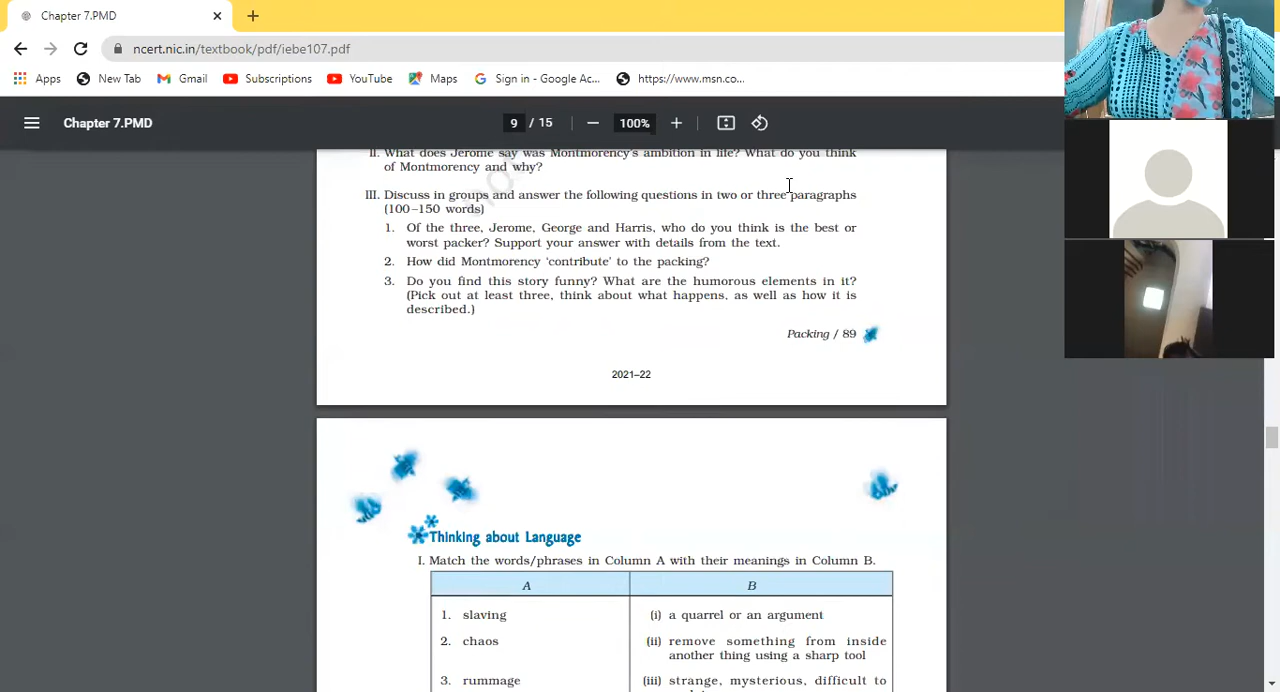 Chapter 7.PMD
ncert.nic.in/textbook/pdf/iebe107.pdf
Apps New Tab Gmail Subscriptions YouTube Maps Sign in - Google Ac... https://www.msn.co...
Chapter 7.PMD 9 / 15 100%
II. What does Jerome say was Montmorency's ambition in life? What do you think
of Montmorency and why?
III. Discuss in groups and answer the following questions in two or three paragraphs
(100–150 words)
1. Of the three, Jerome, George and Harris, who do you think is the best or
worst packer? Support your answer with details from the text.
2. How did Montmorency 'contribute' to the packing?
3. Do you find this story funny? What are the humorous elements in it?
(Pick out at least three, think about what happens, as well as how it is
described.)
Packing / 89
2021–22
Thinking about Language
I. Match the words/phrases in Column A with their meanings in Column B.
A B
1. slaving (i) a quarrel or an argument
2. chaos (ii) remove something from inside
another thing using a sharp tool
3. rummage (iii) strange, mysterious, difficult to